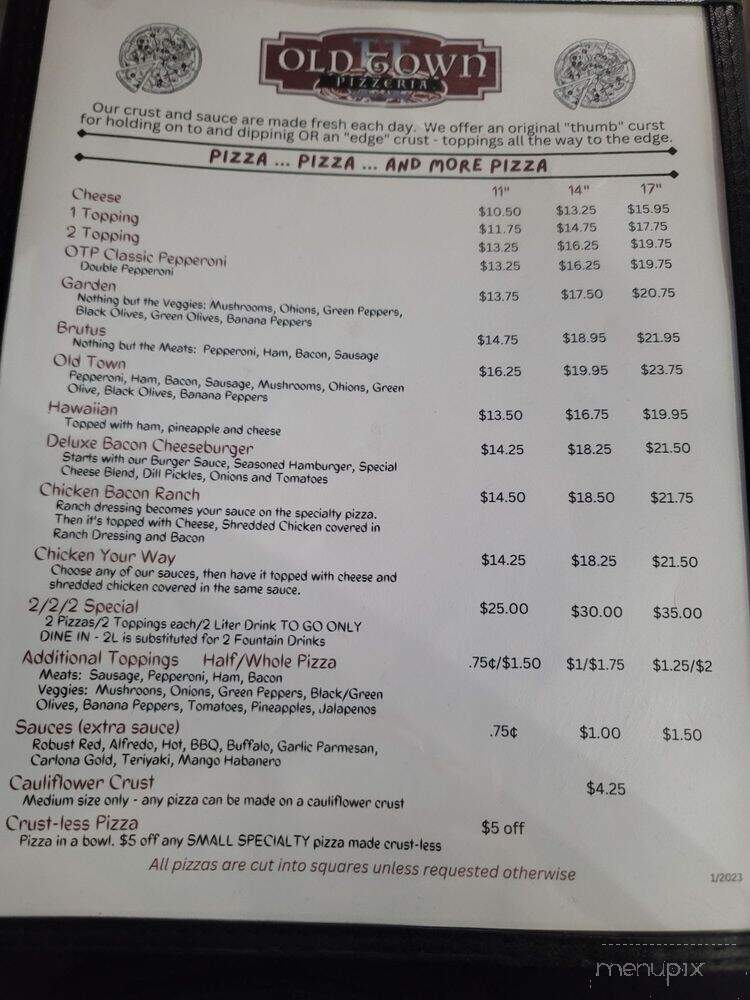 OLD TOWN
II
PIZZERIA
Our crust and sauce are made fresh each day. We offer an original "thumb" curst
for holding on to and dippinig OR an "edge" crust - toppings all the way to the edge.
PIZZA ... PIZZA ... AND MORE PIZZA
11" 14" 17"
Cheese $10.50 $13.25 $15.95
1 Topping $11.75 $14.75 $17.75
2 Topping $13.25 $16.25 $19.75
OTP Classic Pepperoni $13.25 $16.25 $19.75
Double Pepperoni
Garden $13.75 $17.50 $20.75
Nothing but the Veggies: Mushrooms, Ohions, Green Peppers,
Black Olives, Green Olives, Banana Peppers
Brutus $14.75 $18.95 $21.95
Nothing but the Meats: Pepperoni, Ham, Bacon, Sausage
Old Town $16.25 $19.95 $23.75
Pepperoni, Ham, Bacon, Sausage, Mushrooms, Ohions, Green
Olive, Black Olives, Banana Peppers
Hawaiian $13.50 $16.75 $19.95
Topped with ham, pineapple and cheese
Deluxe Bacon Cheeseburger $14.25 $18.25 $21.50
Starts with our Burger Sauce, Seasoned Hamburger, Special
Cheese Blend, Dill Pickles, Onions and Tomatoes
Chicken Bacon Ranch $14.50 $18.50 $21.75
Ranch dressing becomes your sauce on the specialty pizza.
Then it's topped with Cheese, Shredded Chicken covered in
Ranch Dressing and Bacon
Chicken Your Way $14.25 $18.25 $21.50
Choose any of our sauces, then have it topped with cheese and
shredded chicken covered in the same sauce.
2/2/2 Special $25.00 $30.00 $35.00
2 Pizzas/2 Toppings each/2 Liter Drink TO GO ONLY
DINE IN - 2L is substituted for 2 Fountain Drinks
Additional Toppings Half/Whole Pizza .75¢/$1.50 $1/$1.75 $1.25/$2
Meats: Sausage, Pepperoni, Ham, Bacon
Veggies: Mushroons, Onions, Green Peppers, Black/Green
Olives, Banana Peppers, Tomatoes, Pineapples, Jalapenos
Sauces (extra sauce) .75¢ $1.00 $1.50
Robust Red, Alfredo, Hot, BBQ, Buffalo, Garlic Parmesan,
Carlona Gold, Teriyaki, Mango Habanero
Cauliflower Crust $4.25
Medium size only - any pizza can be made on a cauliflower crust
Crust-less Pizza $5 off
Pizza in a bowl. $5 off any SMALL SPECIALTY pizza made crust-less
All pizzas are cut into squares unless requested otherwise
1/2023
menupix